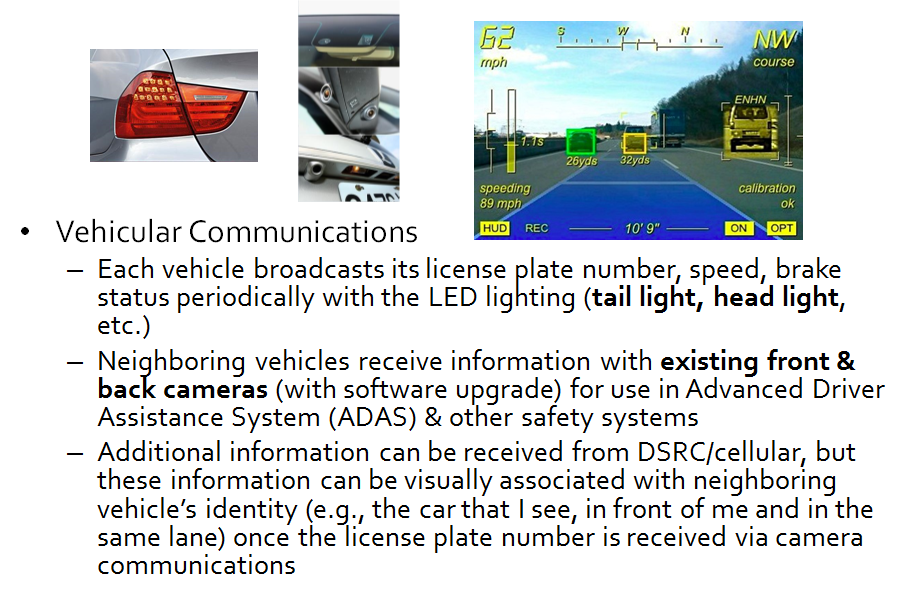 62
mph
S W N
NW
course
ENHN
1.1s
26yds
32yds
speeding
89 mph
calibration
ok
HUD REC 10' 9" ON OPT
• Vehicular Communications
– Each vehicle broadcasts its license plate number, speed, brake
status periodically with the LED lighting (tail light, head light,
etc.)
– Neighboring vehicles receive information with existing front &
back cameras (with software upgrade) for use in Advanced Driver
Assistance System (ADAS) & other safety systems
– Additional information can be received from DSRC/cellular, but
these information can be visually associated with neighboring
vehicle's identity (e.g., the car that I see, in front of me and in the
same lane) once the license plate number is received via camera
communications